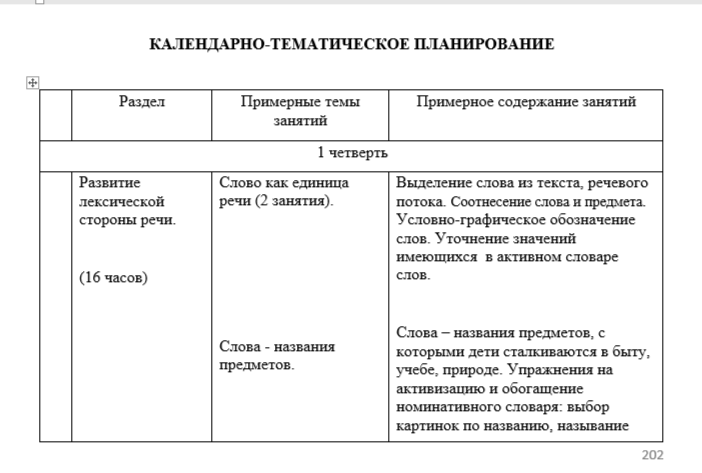 КАЛЕНДАРНО-ТЕМАТИЧЕСКОЕ ПЛАНИРОВАНИЕ
Раздел
Примерные темы
занятий
Примерное содержание занятий
1 четверть
Развитие
лексической
стороны речи.
(16 часов)
Слово как единица
речи (2 занятия).
Выделение слова из текста, речевого
потока. Соотнесение слова и предмета.
Условно-графическое обозначение
слов. Уточнение значений
имеющихся в активном словаре
слов.
Слова - названия
предметов.
Слова – названия предметов, с
которыми дети сталкиваются в быту,
учебе, природе. Упражнения на
активизацию и обогащение
номинативного словаря: выбор
картинок по названию, называние
202